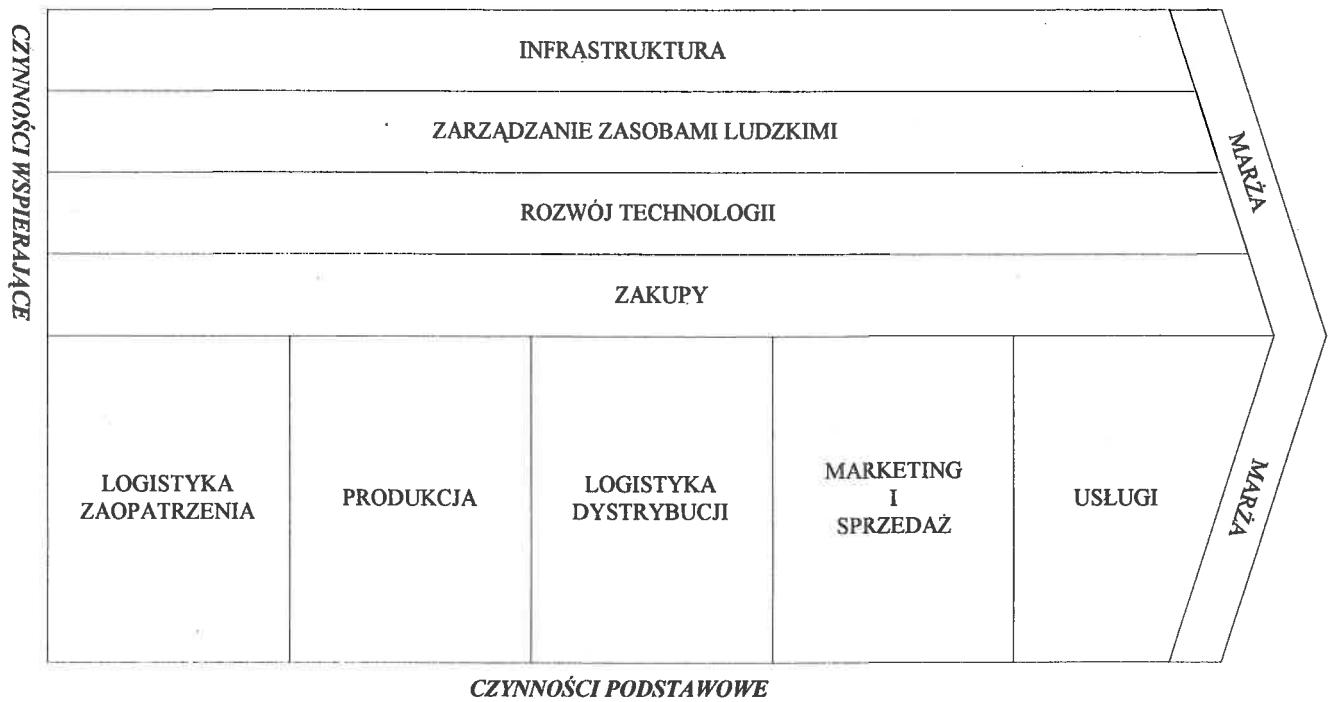 CZYNNOŚCI WSPIERAJĄCE
INFRASTRUKTURA
ZARZĄDZANIE ZASOBAMI LUDZKIMI
ROZWÓJ TECHNOLOGII
ZAKUPY
MARŻA
LOGISTYKA
ZAOPATRZENIA
PRODUKCJA
LOGISTYKA
DYSTRYBUCJI
MARKETING
I
SPRZEDAŻ
USŁUGI
MARŻA
CZYNNOŚCI PODSTAWOWE